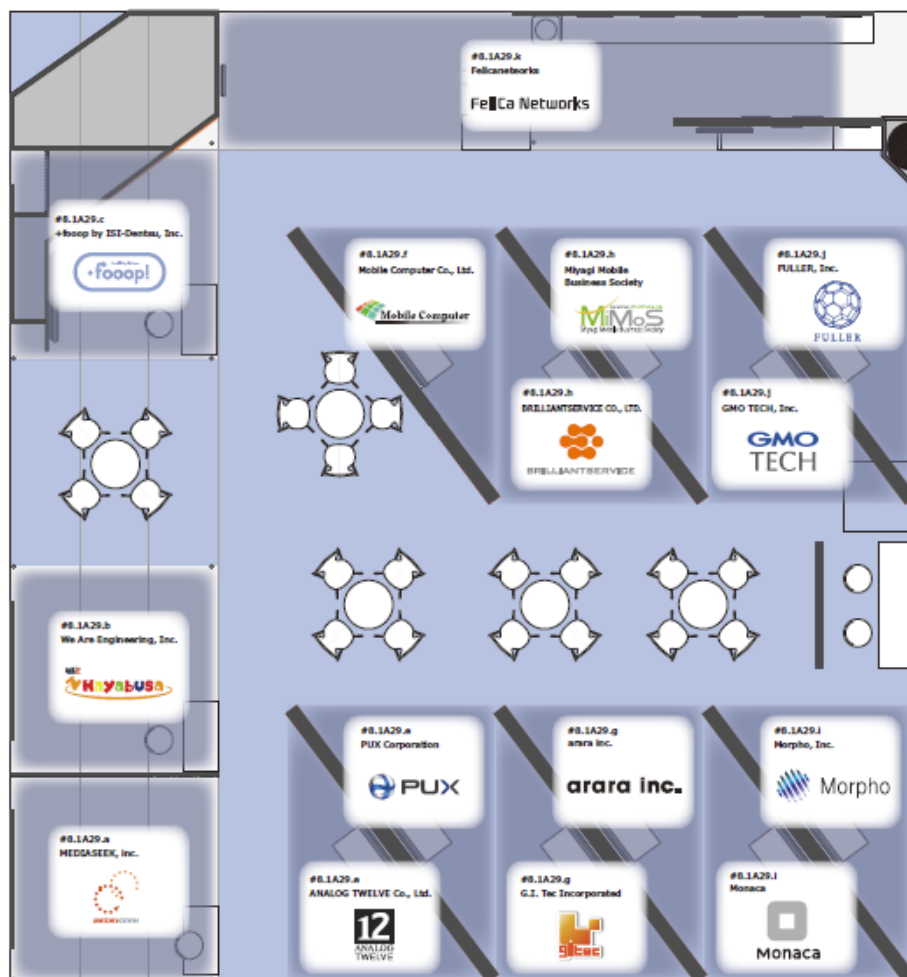 #8.1A29.k
Felicaneteorks
FeliCa Networks
#8.1A29.c
+fooop by ISI-Dentsu, Inc.
+fooop!
#8.1A29.f
Mobile Computer Co., Ltd.
Mobile Computer
#8.1A29.h
Miyagi Mobile
Business Society
MiMoS
Miyagi Mobile Business Society
#8.1A29.j
FULLER, Inc.
FULLER
#8.1A29.h
BRILLIANTSERVICE CO., LTD.
BRILLIANTSERVICE
#8.1A29.j
GMO TECH, Inc.
GMO
TECH
#8.1A29.b
We Are Engineering, Inc.
Hayabusa
#8.1A29.e
PUX Corporation
PUX
#8.1A29.g
arara inc.
arara inc.
#8.1A29.i
Morpho, Inc.
Morpho
#8.1A29.a
MEDIASEEK, inc.
#8.1A29.e
ANALOG TWELVE Co., Ltd.
12
ANALOG
TWELVE
#8.1A29.g
G.I. Tec Incorporated
gitec
#8.1A29.i
Monaca
Monaca